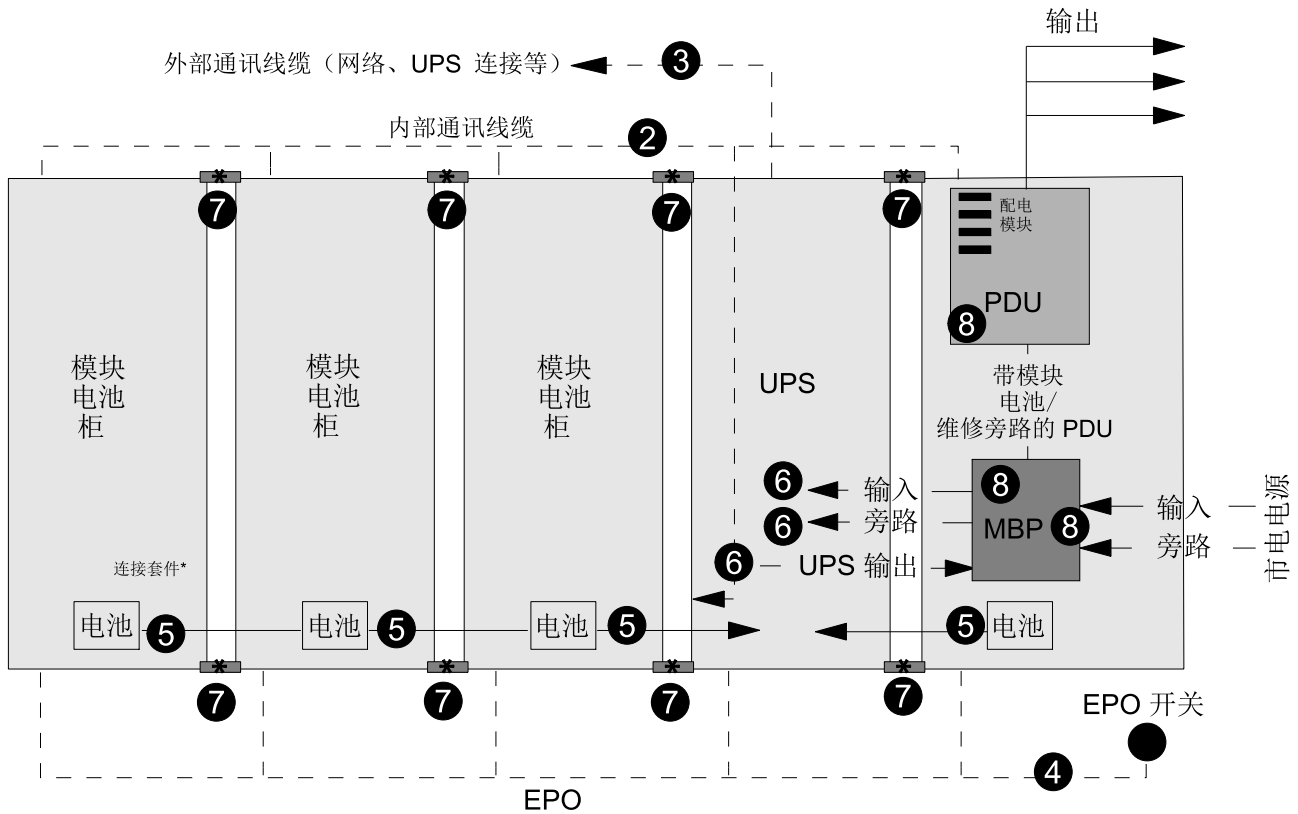 输出
外部通讯线缆（网络、UPS 连接等）
3
内部通讯线缆
2
* * * *
7 7 7 7
配电
模块
PDU
8
模块
电池
柜
模块
电池
柜
模块
电池
柜
UPS
带模块
电池/
维修旁路的 PDU
6 输入
8
6 旁路
MBP
8
输入
旁路
市电电源
6 UPS 输出
连接套件*
电池 5
电池 5
电池 5
5 电池
* * * *
7 7 7 7
EPO 开关
4
EPO